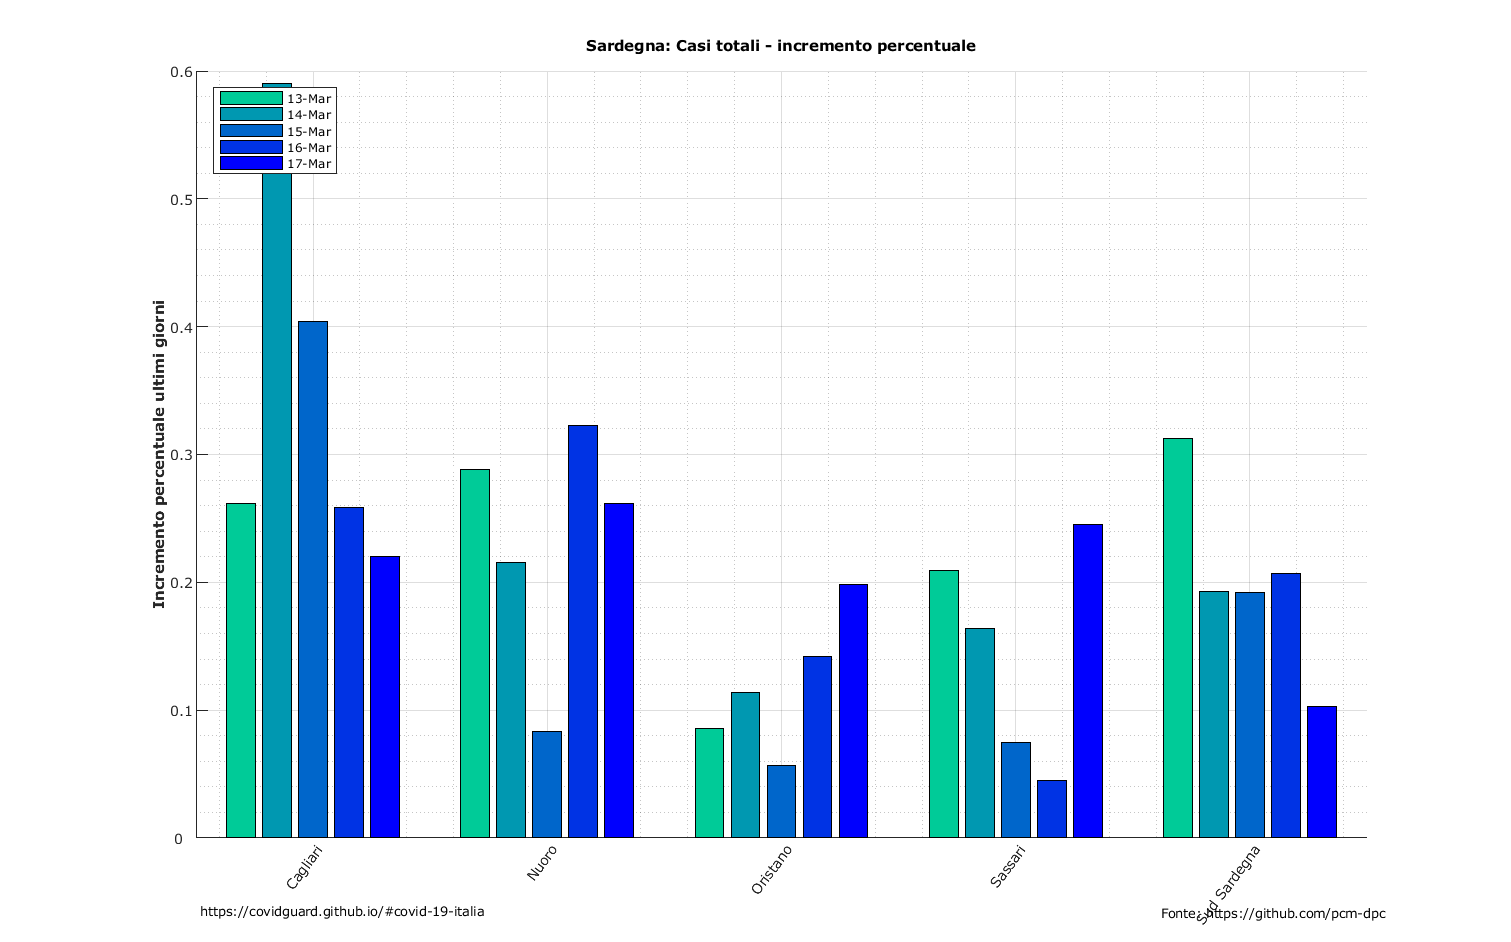 Sardegna: Casi totali - incremento percentuale
0.6
0.5
0.4
0.3
0.2
0.1
0
Incremento percentuale ultimi giorni
13-Mar
14-Mar
15-Mar
16-Mar
17-Mar
Cagliari
Nuoro
Oristano
Sassari
Sud Sardegna
https://covidguard.github.io/#covid-19-italia
Fonte: https://github.com/pcm-dpc